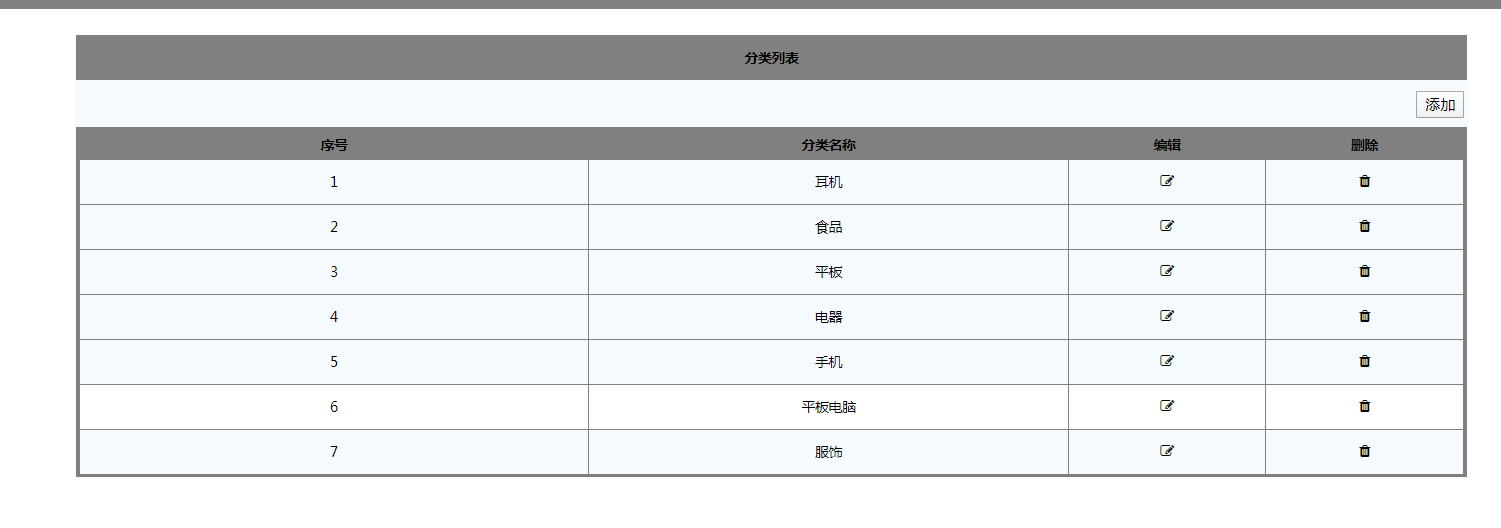 分类列表
添加
序号 分类名称 编辑 删除
1 耳机
2 食品
3 平板
4 电器
5 手机
6 平板电脑
7 服饰